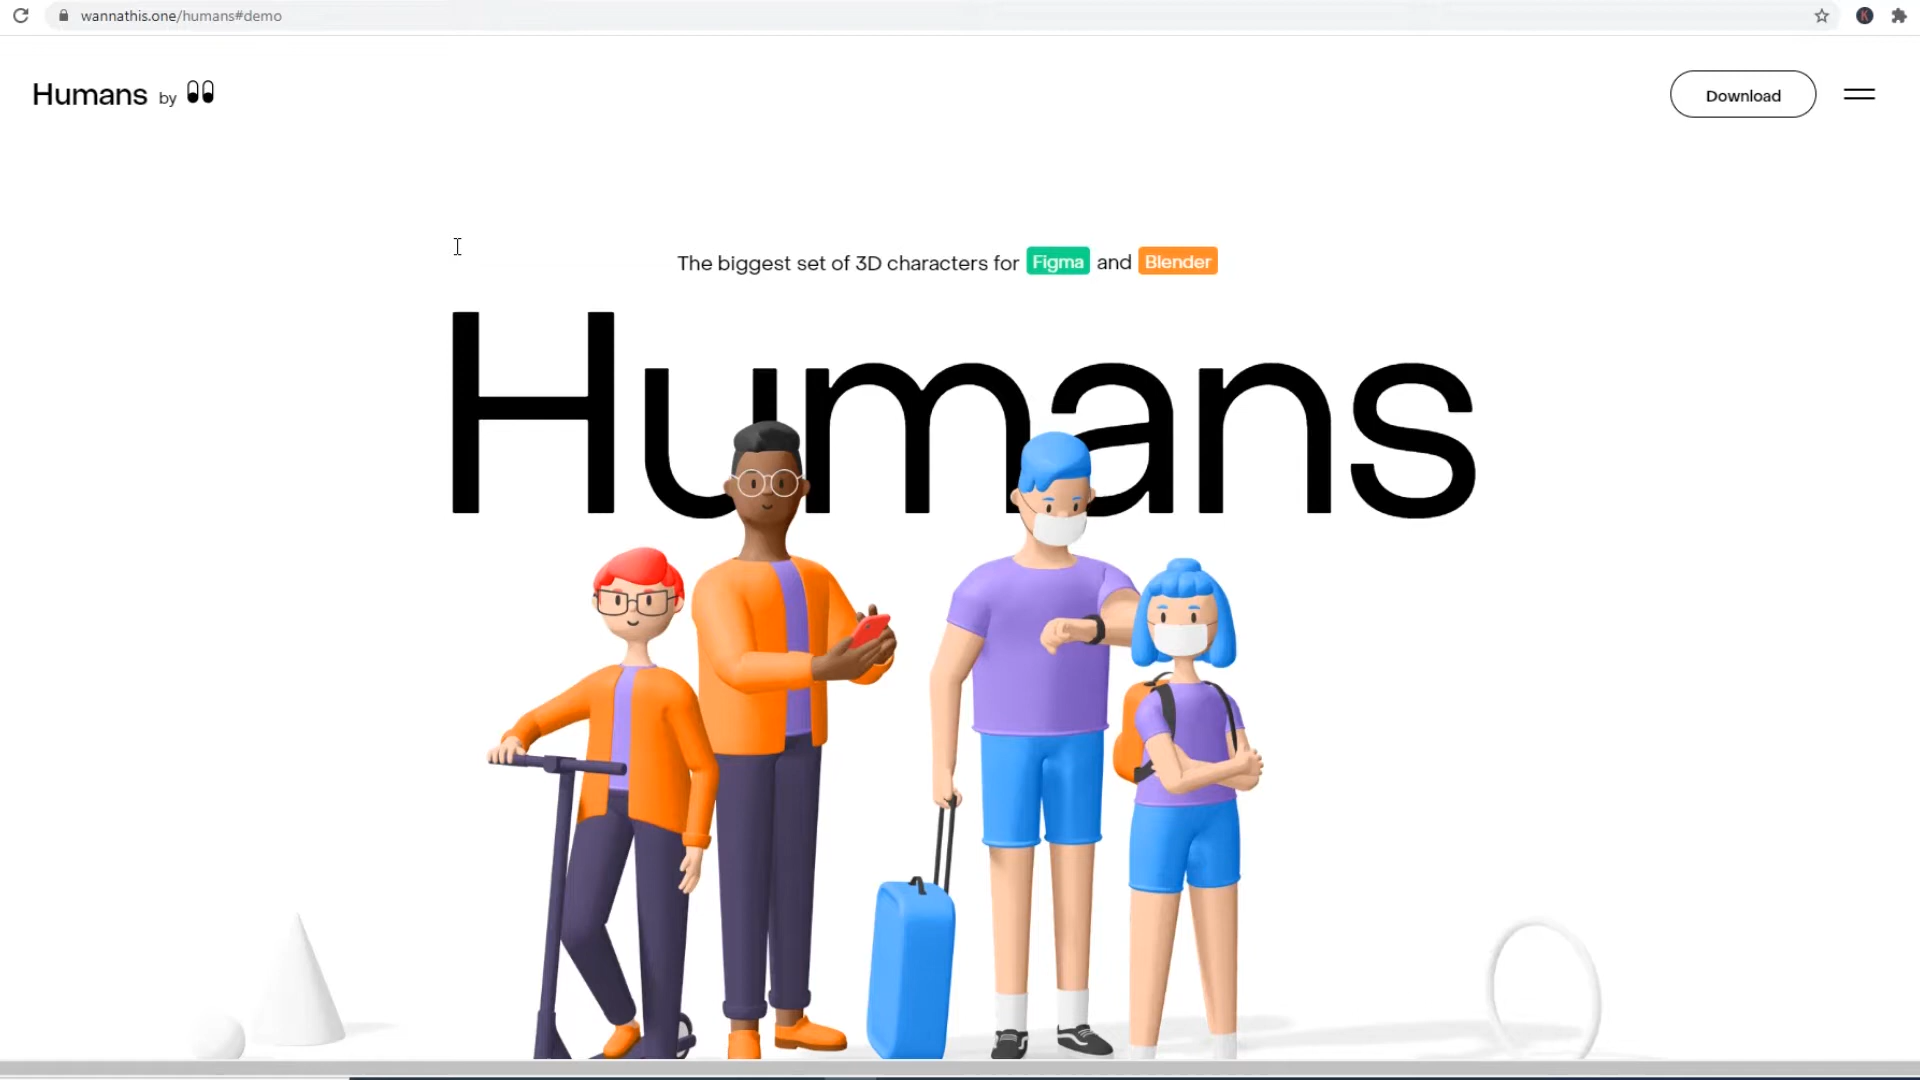 wannathis.one/humans#demo
Humans by
Download
The biggest set of 3D characters for Figma and Blender
Humans